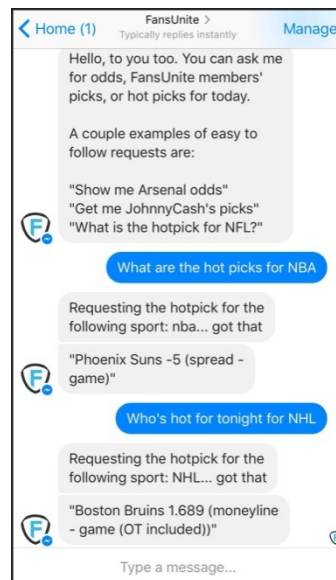 Home (1)
FansUnite >
Typically replies instantly
Manage
Hello, to you too. You can ask me
for odds, FansUnite members'
picks, or hot picks for today.
A couple examples of easy to
follow requests are:
"Show me Arsenal odds"
"Get me JohnnyCash's picks"
"What is the hotpick for NFL?"
What are the hot picks for NBA
Requesting the hotpick for the
following sport: nba... got that
"Phoenix Suns -5 (spread -
game)"
Who's hot for tonight for NHL
Requesting the hotpick for the
following sport: NHL... got that
"Boston Bruins 1.689 (moneyline
- game (OT included))"
Type a message...